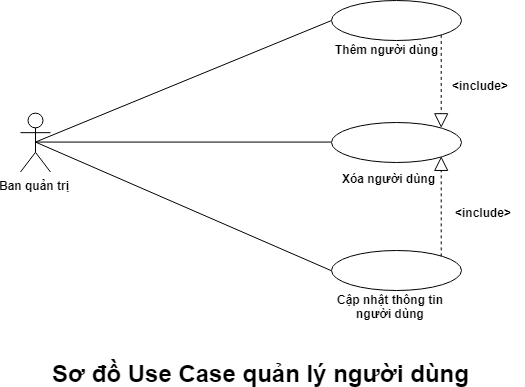 Thêm người dùng
<include>
Xóa người dùng
Ban quản trị
<include>
Cập nhật thông tin
người dùng
Sơ đồ Use Case quản lý người dùng